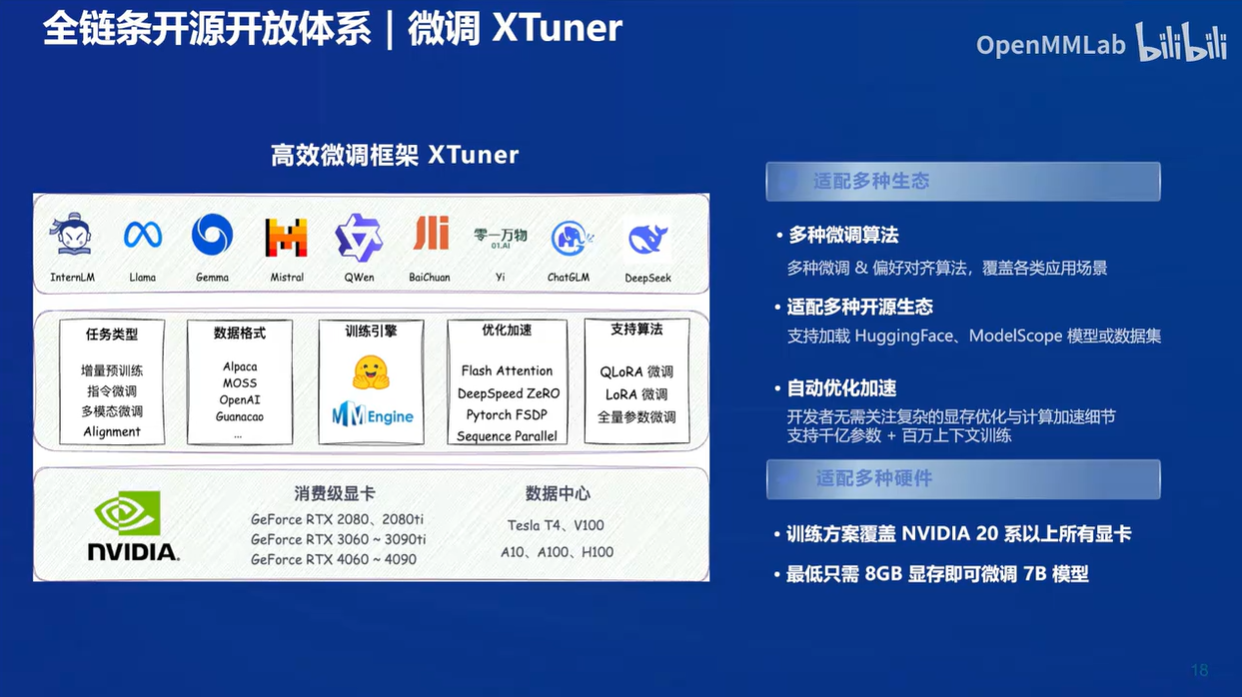 全链条开源开放体系 | 微调 XTuner
OpenMMLab bilibili
高效微调框架 XTuner
InternLM
Llama
Gemma
Mistral
QWen
BaiChuan
零一万物
01.AI
Yi
ChatGLM
DeepSeek
任务类型
增量预训练
指令微调
多模态微调
Alignment
数据格式
Alpaca
MOSS
OpenAI
Guanacao
...
训练引擎
MMEngine
优化加速
Flash Attention
DeepSpeed ZeRO
Pytorch FSDP
Sequence Parallel
支持算法
QLoRA 微调
LoRA 微调
全量参数微调
NVIDIA.
消费级显卡
GeForce RTX 2080、2080ti
GeForce RTX 3060 ~ 3090ti
GeForce RTX 4060 ~ 4090
数据中心
Tesla T4、V100
A10、A100、H100
适配多种生态
• 多种微调算法
多种微调 & 偏好对齐算法，覆盖各类应用场景
• 适配多种开源生态
支持加载 HuggingFace、ModelScope 模型或数据集
• 自动优化加速
开发者无需关注复杂的显存优化与计算加速细节
支持千亿参数 + 百万上下文训练
适配多种硬件
• 训练方案覆盖 NVIDIA 20 系以上所有显卡
• 最低只需 8GB 显存即可微调 7B 模型
18